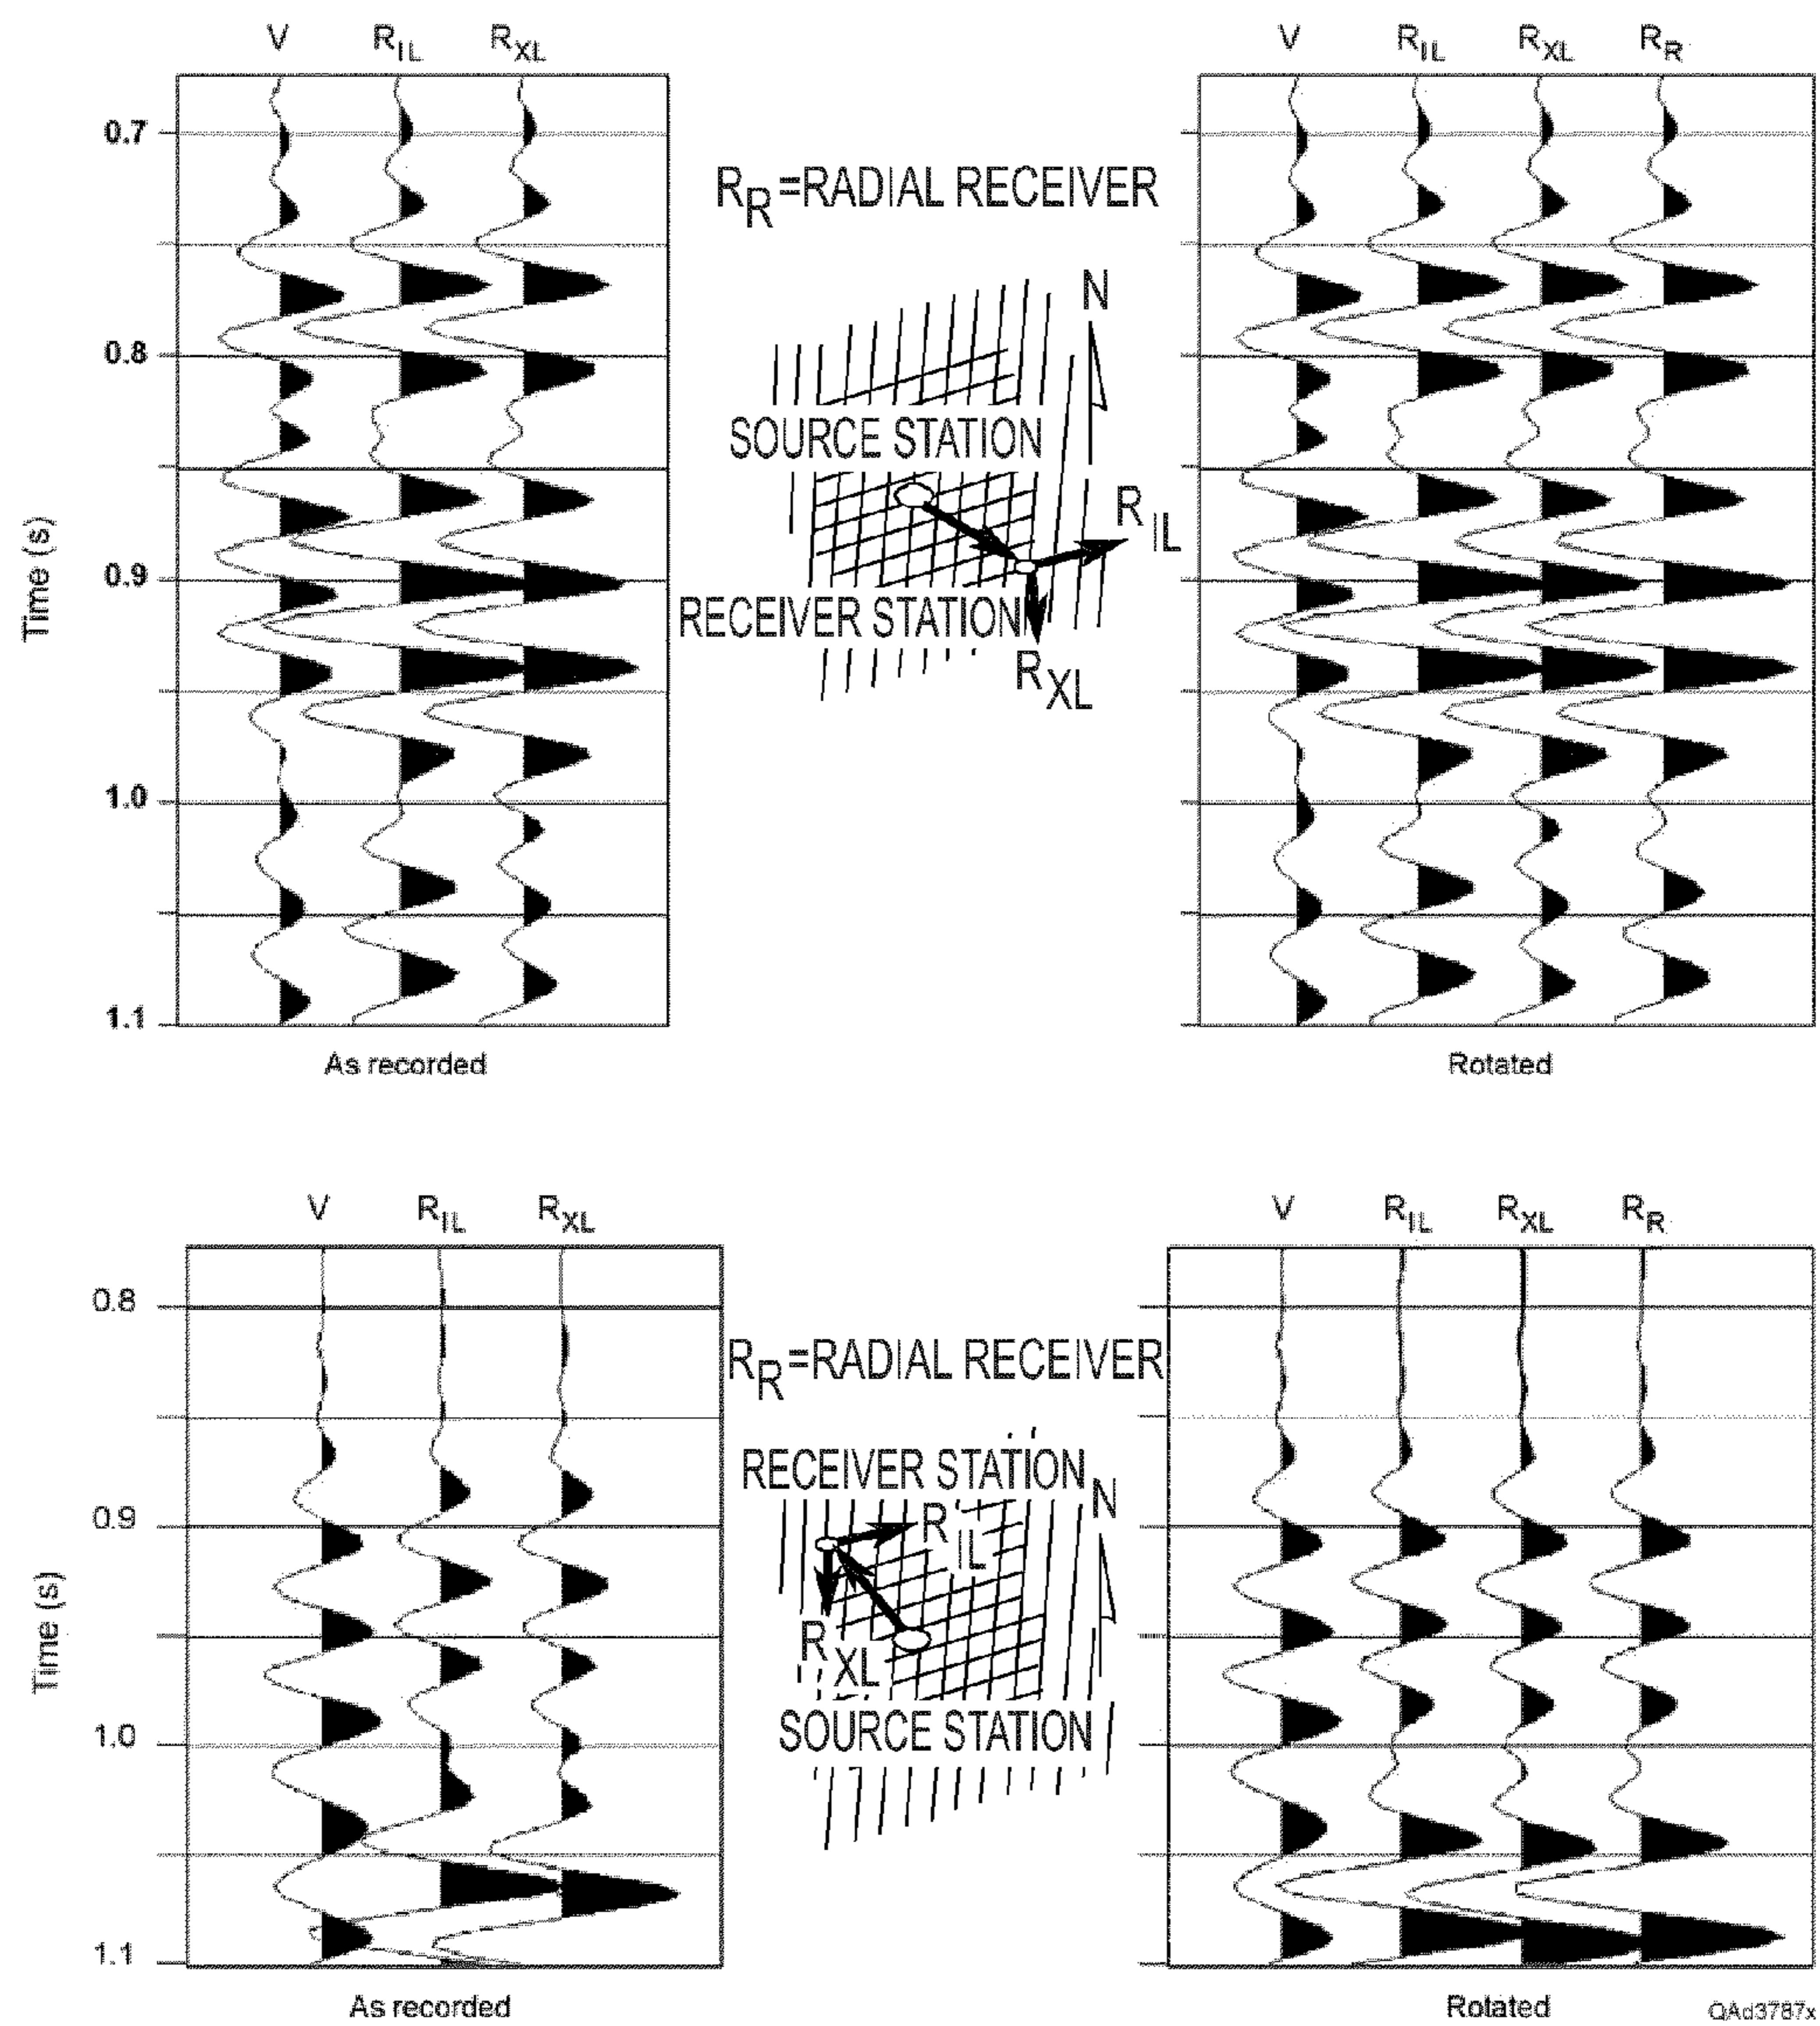 V R_IL R_XL
V R_IL R_XL R_R
0.7
0.8
0.9
1.0
1.1
Time (s)
R_R=RADIAL RECEIVER
N
SOURCE STATION
R_IL
RECEIVER STATION
R_XL
As recorded
Rotated
V R_IL R_XL
V R_IL R_XL R_R
0.8
0.9
1.0
1.1
Time (s)
R_R=RADIAL RECEIVER
RECEIVER STATION
N
R_IL
R_XL
SOURCE STATION
As recorded
Rotated
QAd3787x